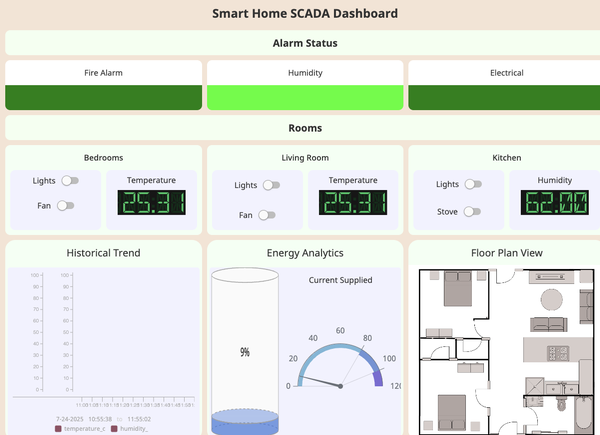 Smart Home SCADA Dashboard
Alarm Status
Fire Alarm
Humidity
Electrical
Rooms
Bedrooms
Lights
Fan
Temperature
25.31
Living Room
Lights
Fan
Temperature
25.31
Kitchen
Lights
Stove
Humidity
62.00
Historical Trend
100 100
90 90
80 80
70 70
60 60
50 50
40 40
30 30
20 20
10 10
0 0
7-24-2025 10:55:38 to 11:55:02
temperature_c humidity_
Energy Analytics
9%
Current Supplied
0 20 40 60 80 100 120
Floor Plan View